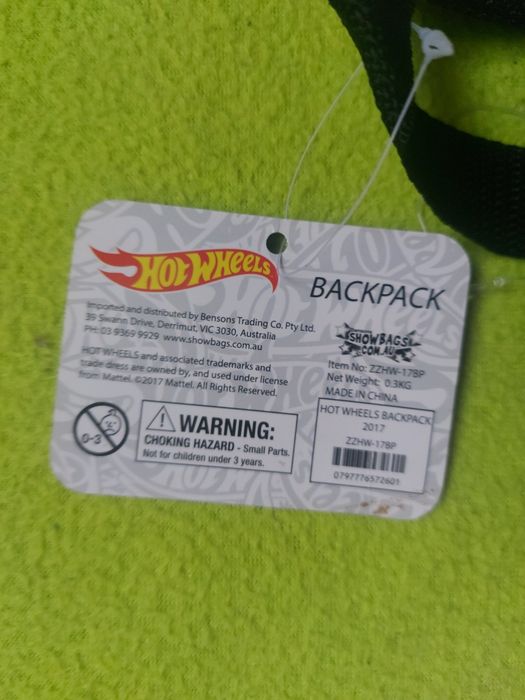 HOT WHEELS
BACKPACK
Imported and distributed by Bensons Trading Co. Pty Ltd.
39 Swann Drive, Derrimut, VIC 3030, Australia
PH: 03 9369 9929 www.showbags.com.au
HOT WHEELS and associated trademarks and
trade dress are owned by, and used under license
from Mattel. ©2017 Mattel. All Rights Reserved.
SHOWBAGS
.COM.AU
Item No: ZZHW-17BP
Net Weight: 0.3KG
MADE IN CHINA
0-3
WARNING:
CHOKING HAZARD - Small Parts.
Not for children under 3 years.
HOT WHEELS BACKPACK
2017
ZZHW-17BP
0797776572601